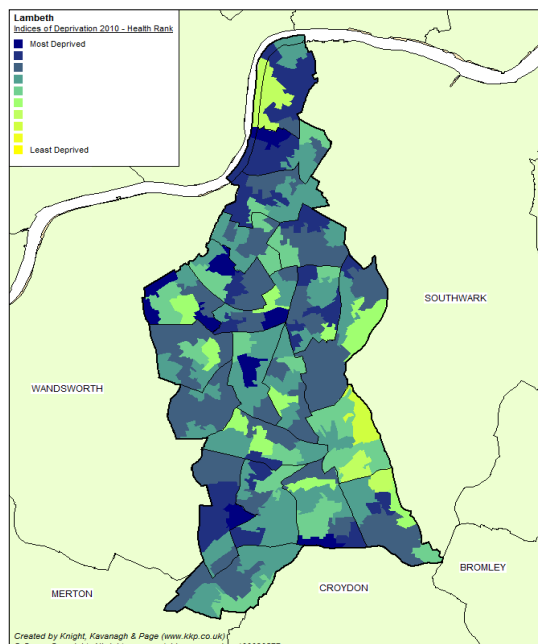 Lambeth
Indices of Deprivation 2010 - Health Rank
Most Deprived
Least Deprived
SOUTHWARK
WANDSWORTH
MERTON
CROYDON
BROMLEY
Created by Knight, Kavanagh & Page (www.kkp.co.uk)